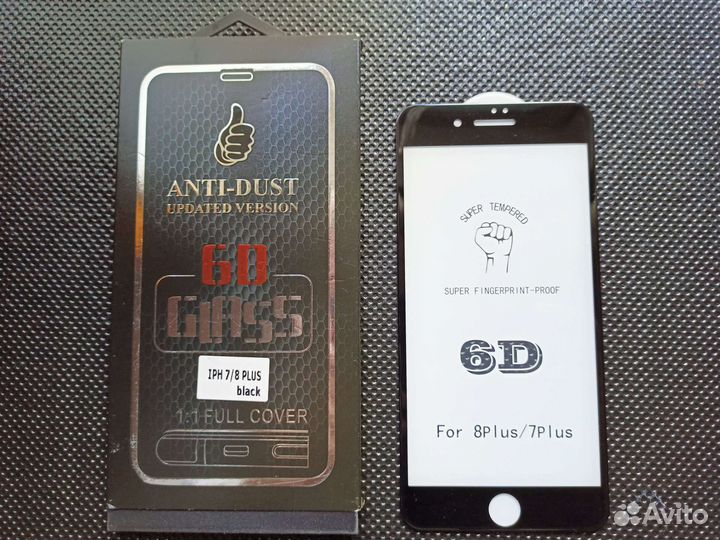 ANTI-DUST
UPDATED VERSION
6D
GLASS
IPH 7/8 PLUS
black
1:1 FULL COVER
SUPER TEMPERED
SUPER FINGERPRINT-PROOF
6D
For 8Plus/7Plus
Avito